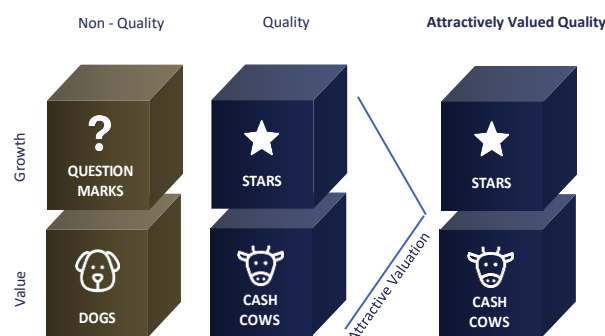 Non - Quality
Quality
Attractively Valued Quality
Growth
?
QUESTION
MARKS
STARS
STARS
Value
DOGS
CASH
COWS
Attractive Valuation
CASH
COWS